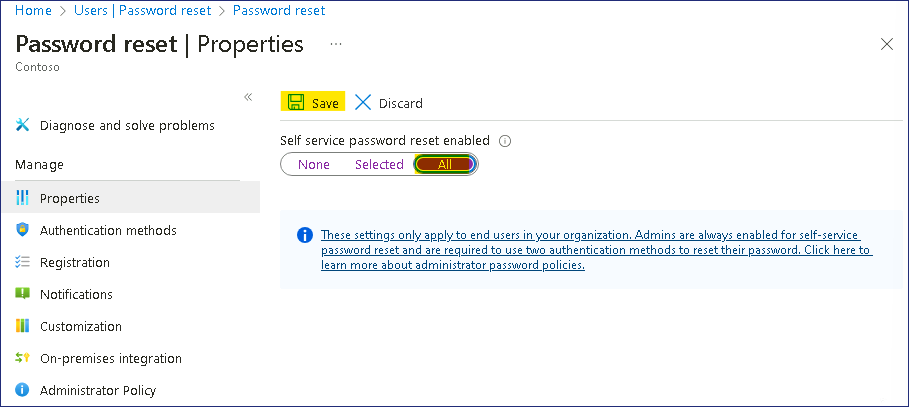 Home > Users | Password reset > Password reset
Password reset | Properties ...
Contoso
«
Save Discard
Diagnose and solve problems
Self service password reset enabled
Manage
None Selected All
Properties
Authentication methods
These settings only apply to end users in your organization. Admins are always enabled for self-service
password reset and are required to use two authentication methods to reset their password. Click here to
learn more about administrator password policies.
Registration
Notifications
Customization
On-premises integration
Administrator Policy